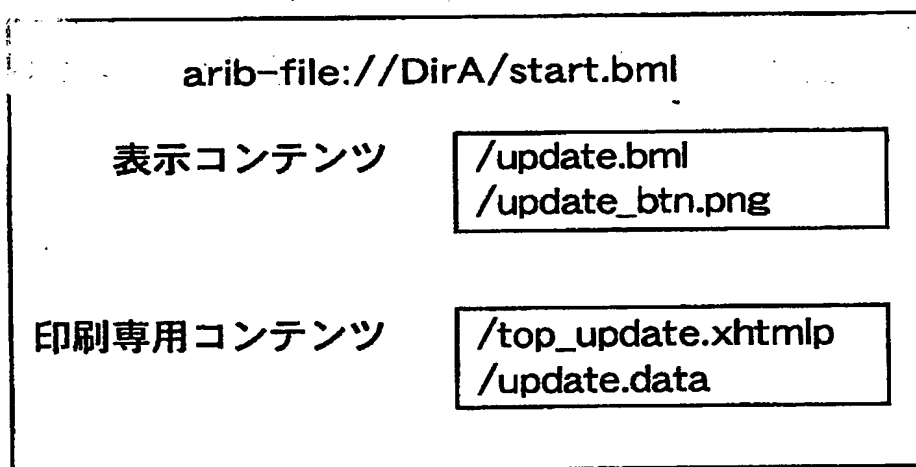 arib-file://DirA/start.bml
表示コンテンツ
/update.bml
/update_btn.png
印刷専用コンテンツ
/top_update.xhtmlp
/update.data